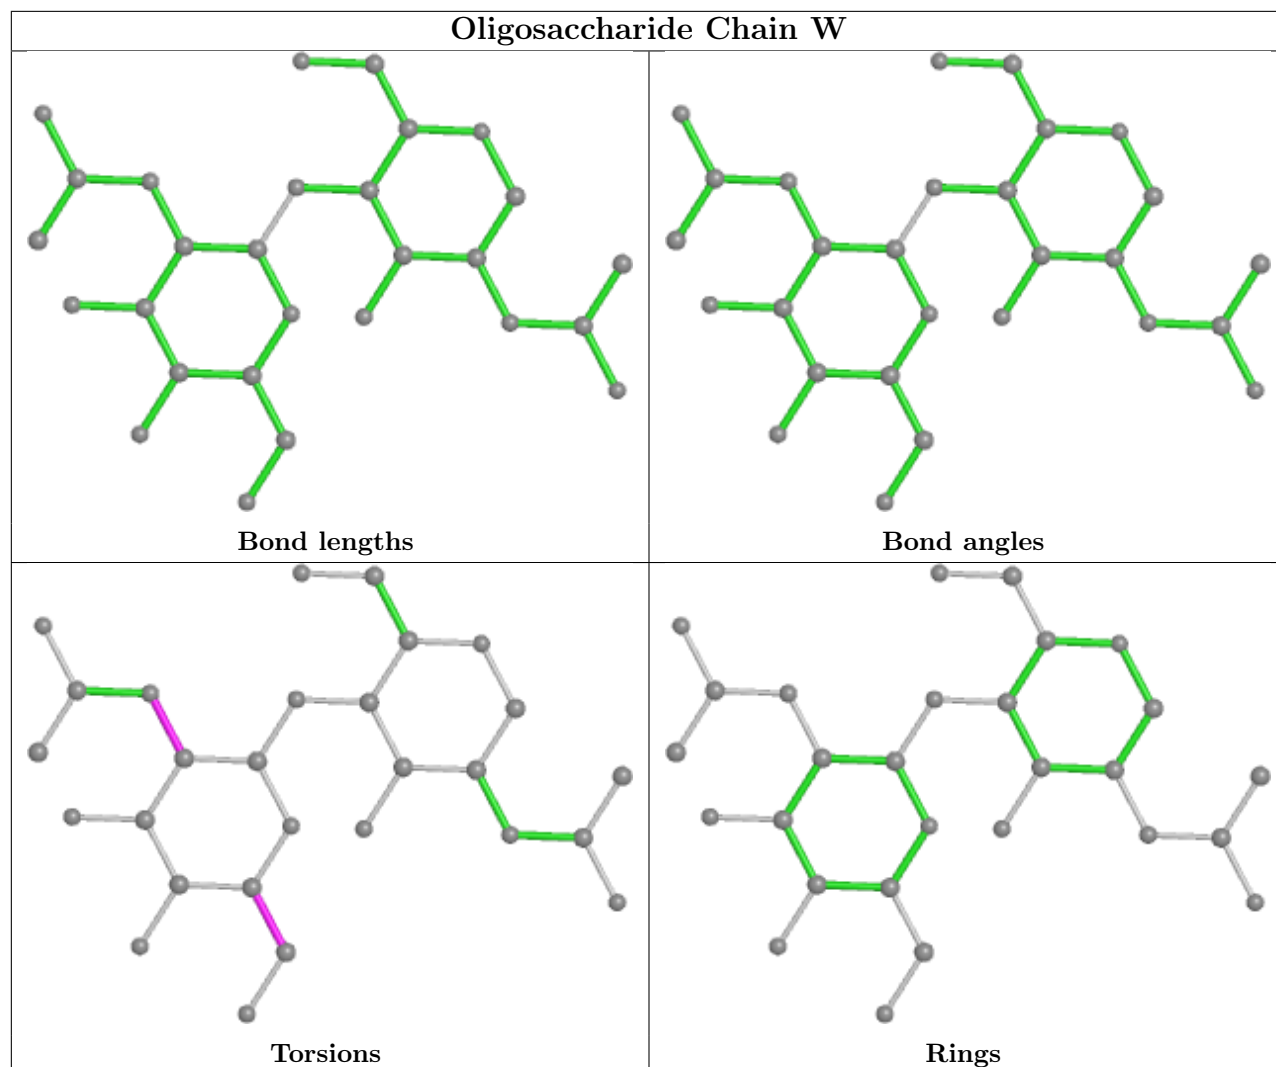 Oligosaccharide Chain W
Bond lengths
Bond angles
Torsions
Rings